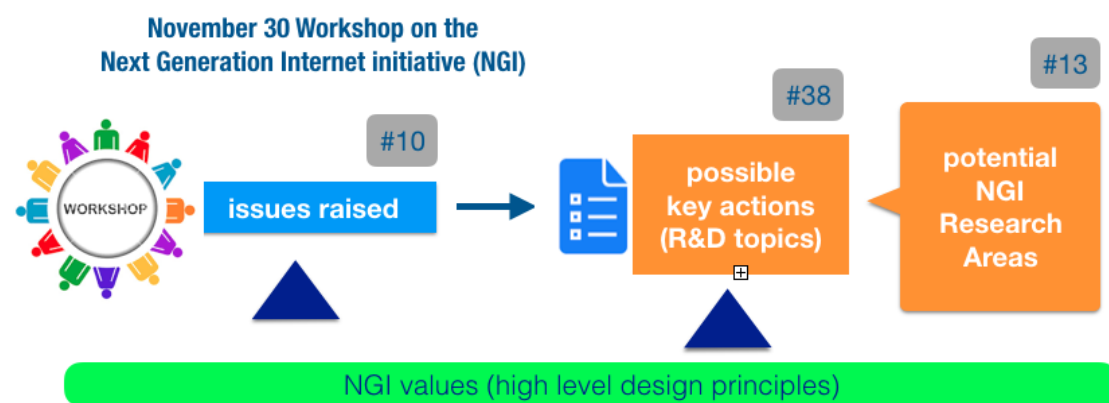 November 30 Workshop on the
Next Generation Internet initiative (NGI)
#13
#38
#10
WORKSHOP
issues raised
possible
key actions
(R&D topics)
potential
NGI
Research
Areas
NGI values (high level design principles)